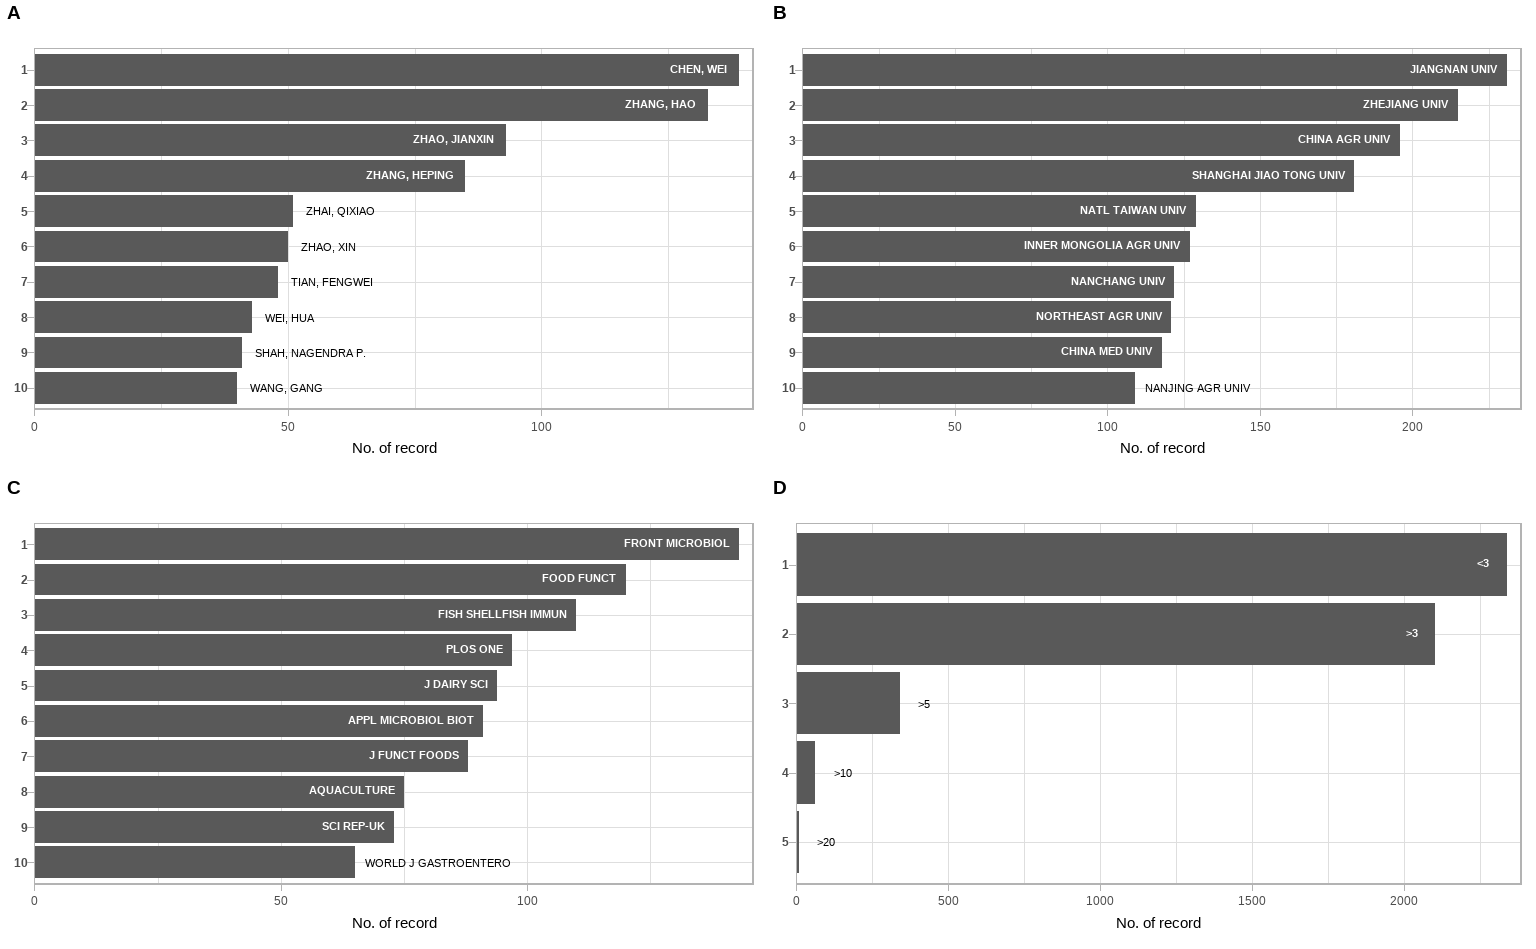 A
1 CHEN, WEI
2 ZHANG, HAO
3 ZHAO, JIANXIN
4 ZHANG, HEPING
5 ZHAI, QIXIAO
6 ZHAO, XIN
7 TIAN, FENGWEI
8 WEI, HUA
9 SHAH, NAGENDRA P.
10 WANG, GANG
0 50 100
No. of record
B
1 JIANGNAN UNIV
2 ZHEJIANG UNIV
3 CHINA AGR UNIV
4 SHANGHAI JIAO TONG UNIV
5 NATL TAIWAN UNIV
6 INNER MONGOLIA AGR UNIV
7 NANCHANG UNIV
8 NORTHEAST AGR UNIV
9 CHINA MED UNIV
10 NANJING AGR UNIV
0 50 100 150 200
No. of record
C
1 FRONT MICROBIOL
2 FOOD FUNCT
3 FISH SHELLFISH IMMUN
4 PLOS ONE
5 J DAIRY SCI
6 APPL MICROBIOL BIOT
7 J FUNCT FOODS
8 AQUACULTURE
9 SCI REP-UK
10 WORLD J GASTROENTERO
0 50 100
No. of record
D
1 <3
2 >3
3 >5
4 >10
5 >20
0 500 1000 1500 2000
No. of record